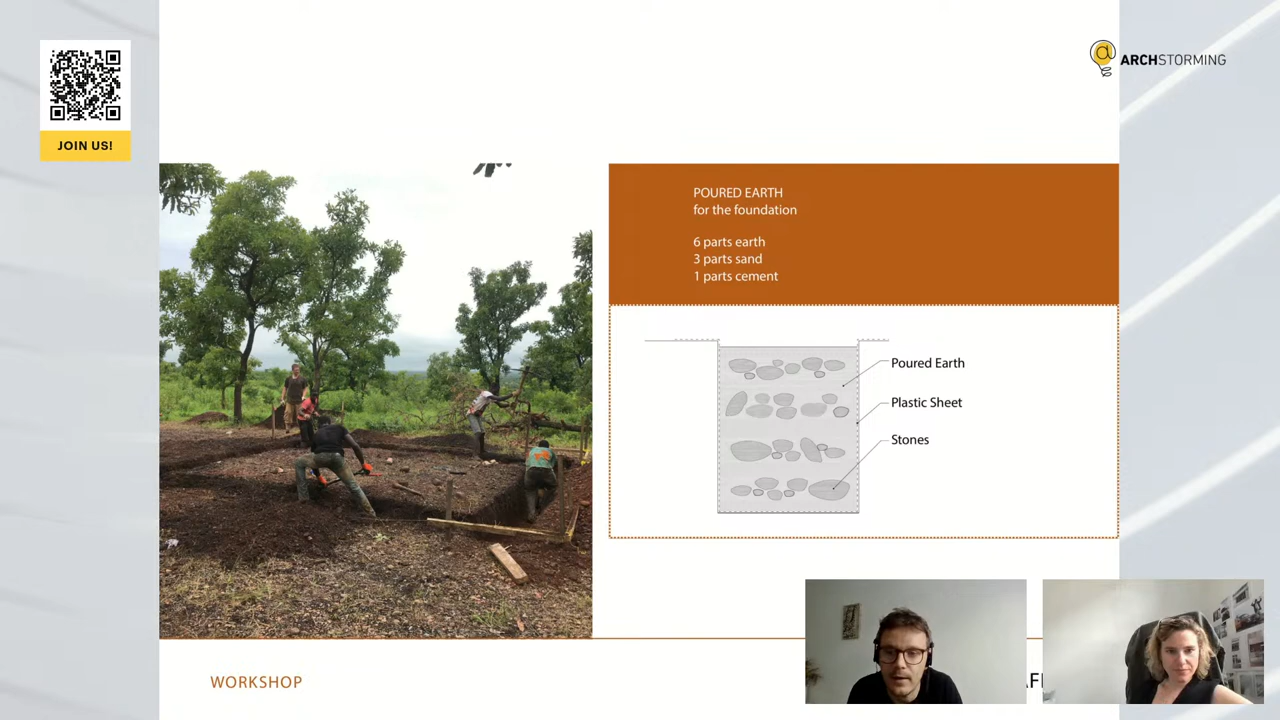 JOIN US!
ARCHSTORMING
POURED EARTH
for the foundation
6 parts earth
3 parts sand
1 parts cement
Poured Earth
Plastic Sheet
Stones
WORKSHOP